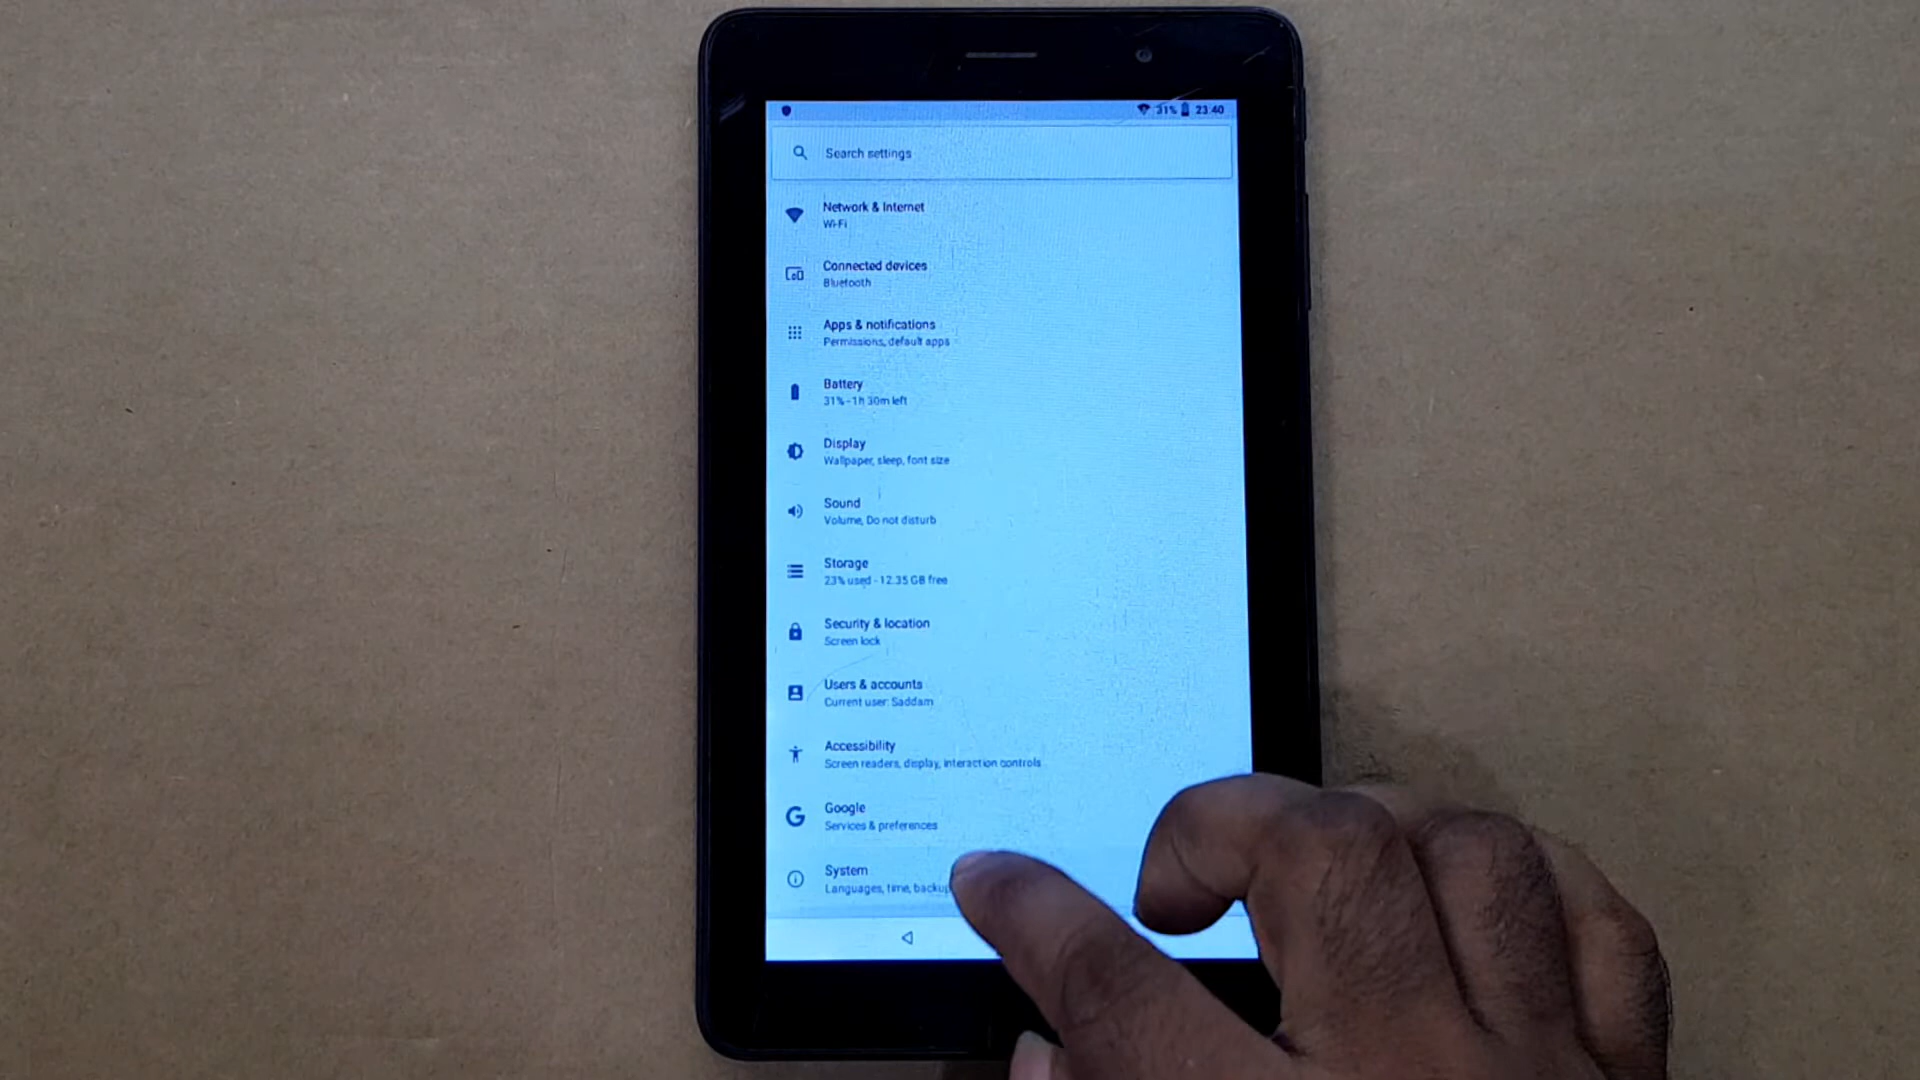 31% 23:40
Search settings
Network & Internet
Wi-Fi
Connected devices
Bluetooth
Apps & notifications
Permissions, default apps
Battery
31% - 1h 30m left
Display
Wallpaper, sleep, font size
Sound
Volume, Do not disturb
Storage
23% used - 12.35 GB free
Security & location
Screen lock
Users & accounts
Current user: Saddam
Accessibility
Screen readers, display, interaction controls
Google
Services & preferences
System
Languages, time, backup